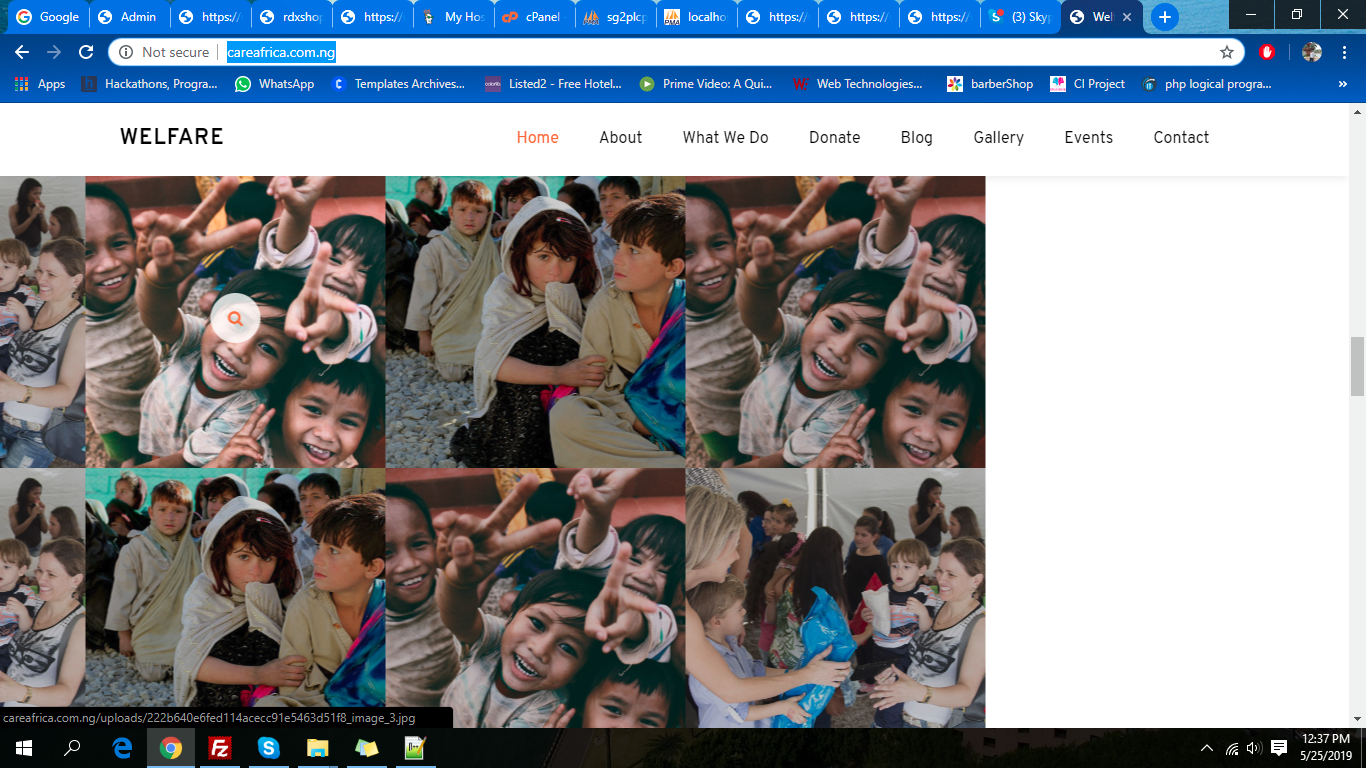 Google Admin https:// rdxshop https:// My Hos cPanel sg2plcp localho https:// https:// https:// (3) Sky Wel
Not secure careafrica.com.ng
Apps Hackathons, Progra... WhatsApp Templates Archives... Listed2 - Free Hotel... Prime Video: A Qui... Web Technologies... barberShop CI Project php logical progra... »
WELFARE Home About What We Do Donate Blog Gallery Events Contact
careafrica.com.ng/uploads/222b640e6fed114acecc91e5463d51f8_image_3.jpg
12:37 PM
5/25/2019